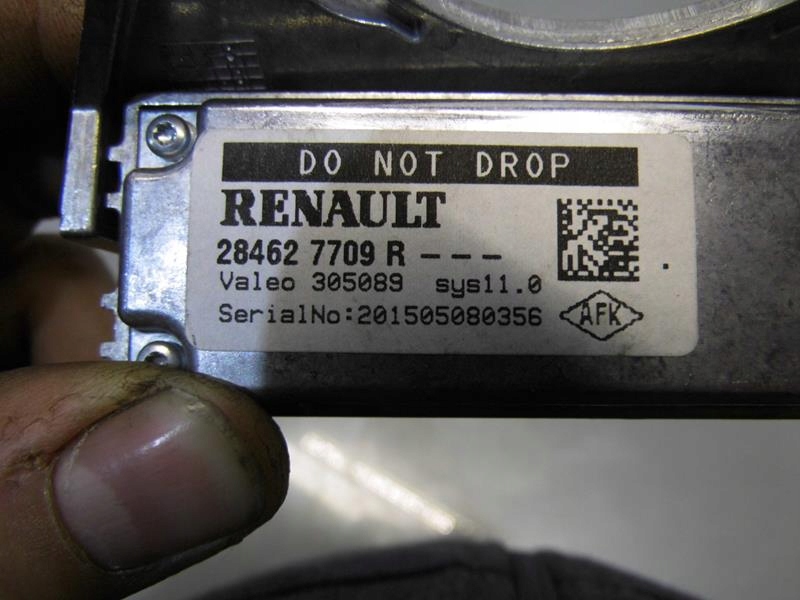 DO NOT DROP
RENAULT
28462 7709 R - - -
Valeo 305089 sys11.0
SerialNo:201505080356
AFK